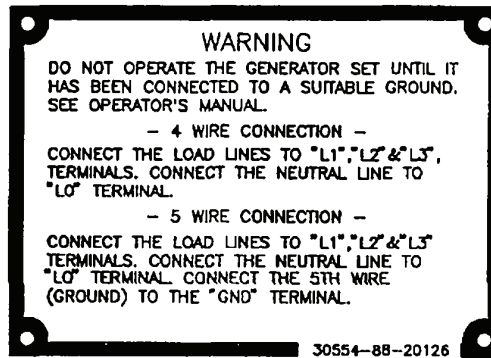 WARNING
DO NOT OPERATE THE GENERATOR SET UNTIL IT
HAS BEEN CONNECTED TO A SUITABLE GROUND.
SEE OPERATOR'S MANUAL.
– 4 WIRE CONNECTION –
CONNECT THE LOAD LINES TO "L1","L2"&"L3",
TERMINALS. CONNECT THE NEUTRAL LINE TO
"LO" TERMINAL.
– 5 WIRE CONNECTION –
CONNECT THE LOAD LINES TO "L1","L2"&"L3"
TERMINALS. CONNECT THE NEUTRAL LINE TO
"LO" TERMINAL. CONNECT THE 5TH WIRE
(GROUND) TO THE "GND" TERMINAL.
30554–88–20126